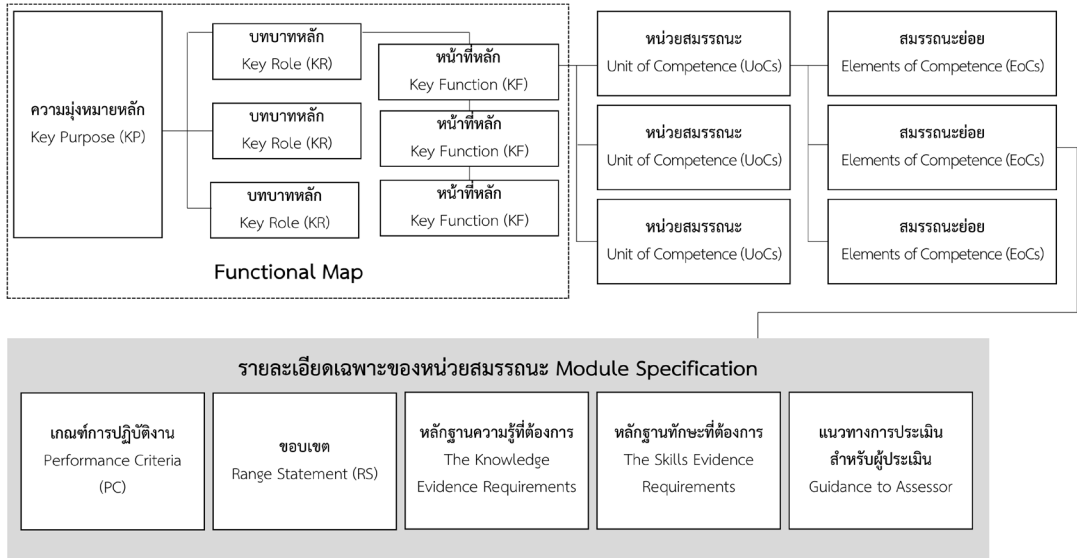 ความมุ่งหมายหลัก
Key Purpose (KP)
บทบาทหลัก
Key Role (KR)
บทบาทหลัก
Key Role (KR)
บทบาทหลัก
Key Role (KR)
หน้าที่หลัก
Key Function (KF)
หน้าที่หลัก
Key Function (KF)
หน้าที่หลัก
Key Function (KF)
Functional Map
หน่วยสมรรถนะ
Unit of Competence (UoCs)
หน่วยสมรรถนะ
Unit of Competence (UoCs)
หน่วยสมรรถนะ
Unit of Competence (UoCs)
สมรรถนะย่อย
Elements of Competence (EoCs)
สมรรถนะย่อย
Elements of Competence (EoCs)
สมรรถนะย่อย
Elements of Competence (EoCs)
รายละเอียดเฉพาะของหน่วยสมรรถนะ Module Specification
เกณฑ์การปฏิบัติงาน
Performance Criteria
(PC)
ขอบเขต
Range Statement (RS)
หลักฐานความรู้ที่ต้องการ
The Knowledge
Evidence Requirements
หลักฐานทักษะที่ต้องการ
The Skills Evidence
Requirements
แนวทางการประเมิน
สำหรับผู้ประเมิน
Guidance to Assessor